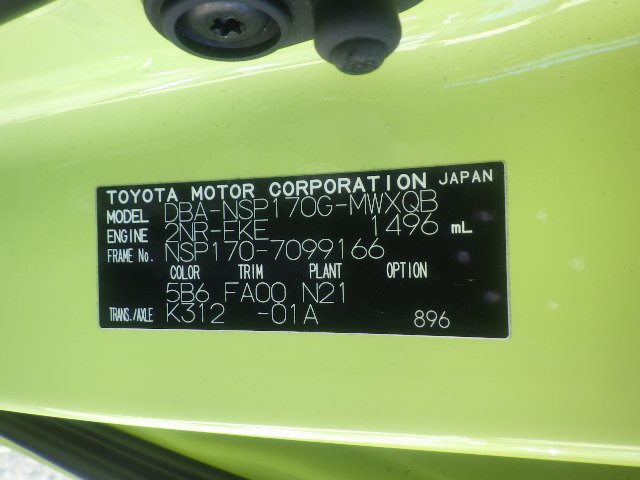 TOYOTA MOTOR CORPORATION JAPAN
MODEL DBA-NSP170G-MWXQB
ENGINE 2NR-FKE 1496 mL
FRAME No. NSP170-7099166
COLOR TRIM PLANT OPTION
5B6 FA00 N21
TRANS./AXLE K312 -01A 896